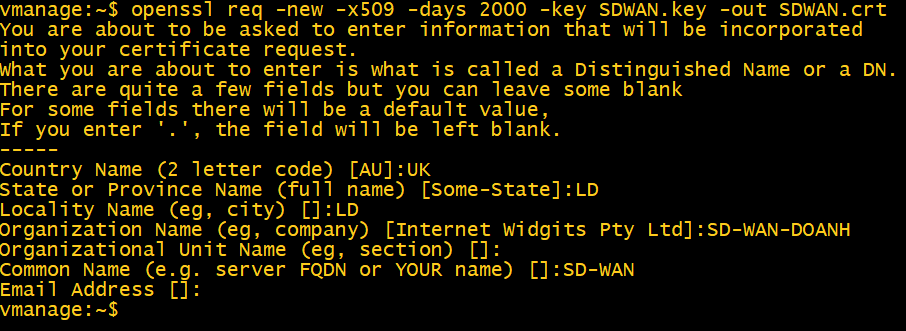 vmanage:~$ openssl req -new -x509 -days 2000 -key SDWAN.key -out SDWAN.crt
You are about to be asked to enter information that will be incorporated
into your certificate request.
What you are about to enter is what is called a Distinguished Name or a DN.
There are quite a few fields but you can leave some blank
For some fields there will be a default value,
If you enter '.', the field will be left blank.
-----
Country Name (2 letter code) [AU]:UK
State or Province Name (full name) [Some-State]:LD
Locality Name (eg, city) []:LD
Organization Name (eg, company) [Internet Widgits Pty Ltd]:SD-WAN-DOANH
Organizational Unit Name (eg, section) []:
Common Name (e.g. server FQDN or YOUR name) []:SD-WAN
Email Address []:
vmanage:~$